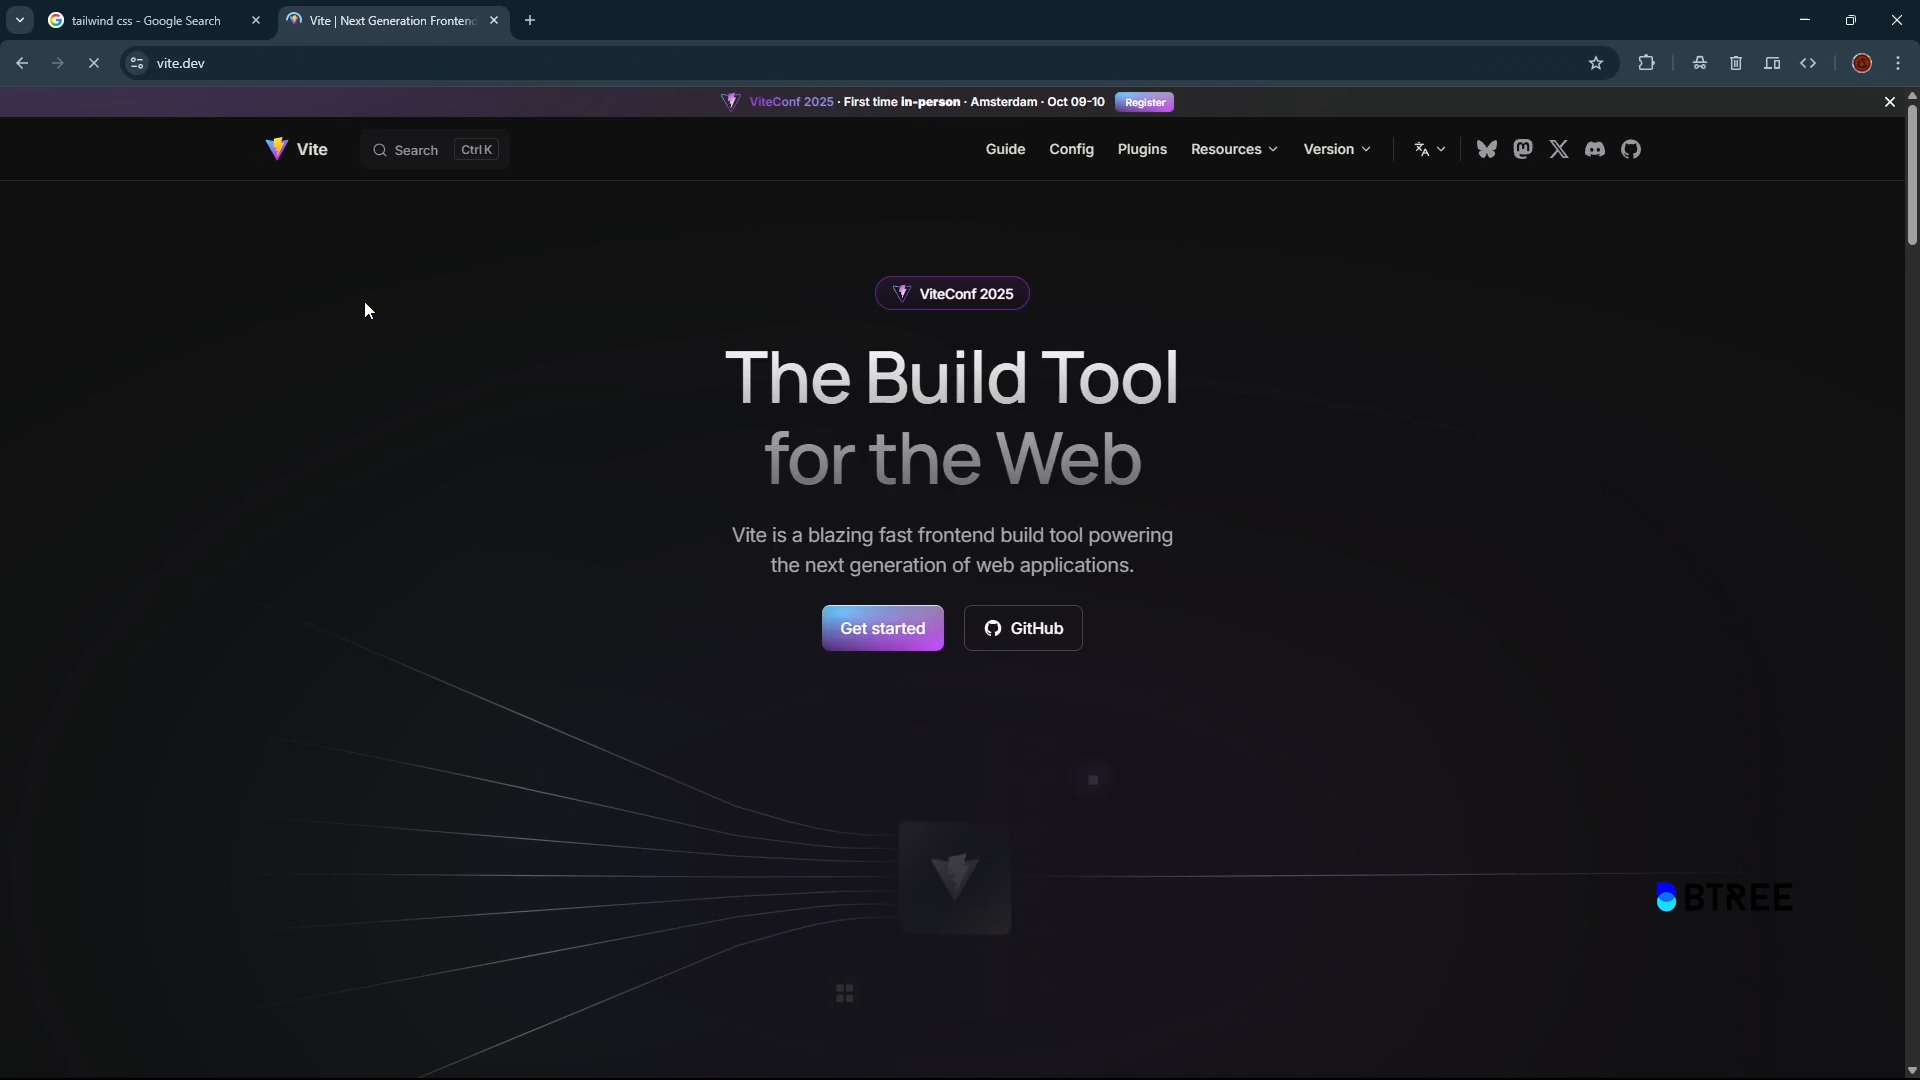 tailwind css - Google Search
Vite | Next Generation Fronten
vite.dev
ViteConf 2025 · First time in-person · Amsterdam · Oct 09-10
Register
Vite
Search
Ctrl K
Guide
Config
Plugins
Resources
Version
ViteConf 2025
The Build Tool
for the Web
Vite is a blazing fast frontend build tool powering
the next generation of web applications.
Get started
GitHub
BTREE